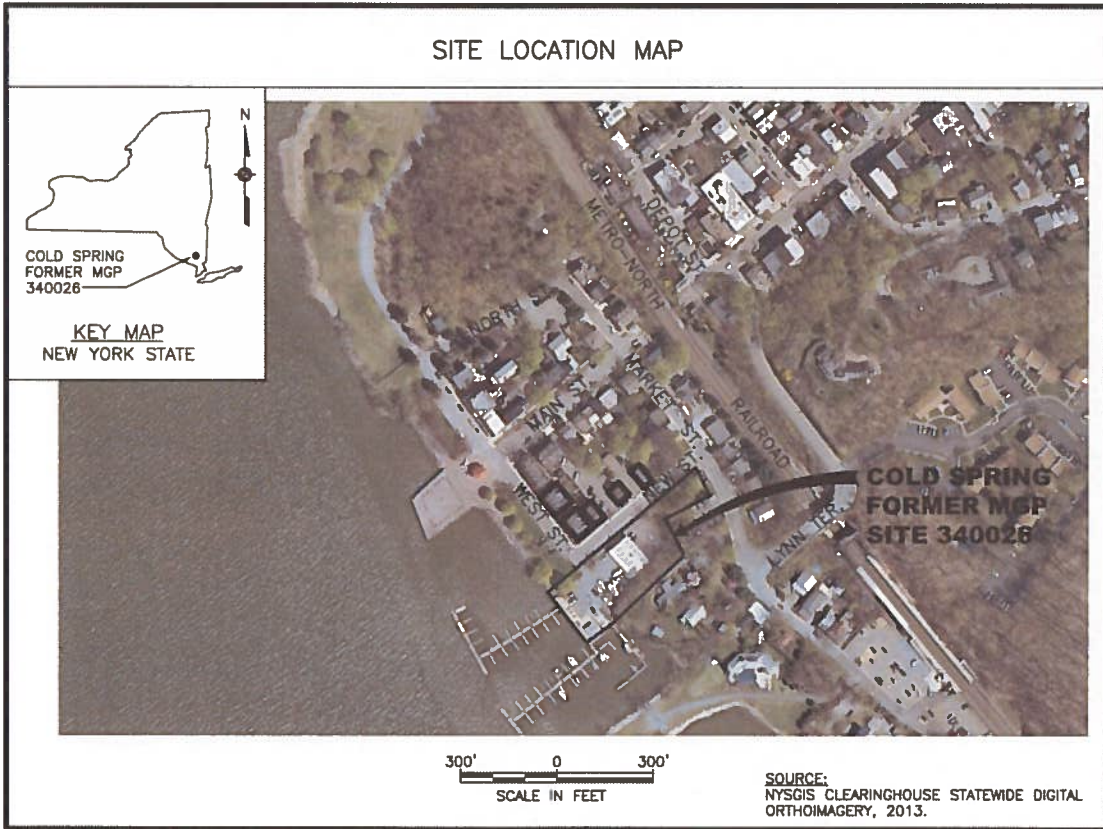 SITE LOCATION MAP
N
COLD SPRING
FORMER MGP
340026
KEY MAP
NEW YORK STATE
DEPOT ST.
METRO-NORTH
RAILROAD
NORTH
MAIN
MARKET ST.
NEW ST.
WEST ST.
LYNN TER.
COLD SPRING
FORMER MGP
SITE 340026
300' 0 300'
SCALE IN FEET
SOURCE:
NYSGIS CLEARINGHOUSE STATEWIDE DIGITAL
ORTHOIMAGERY, 2013.